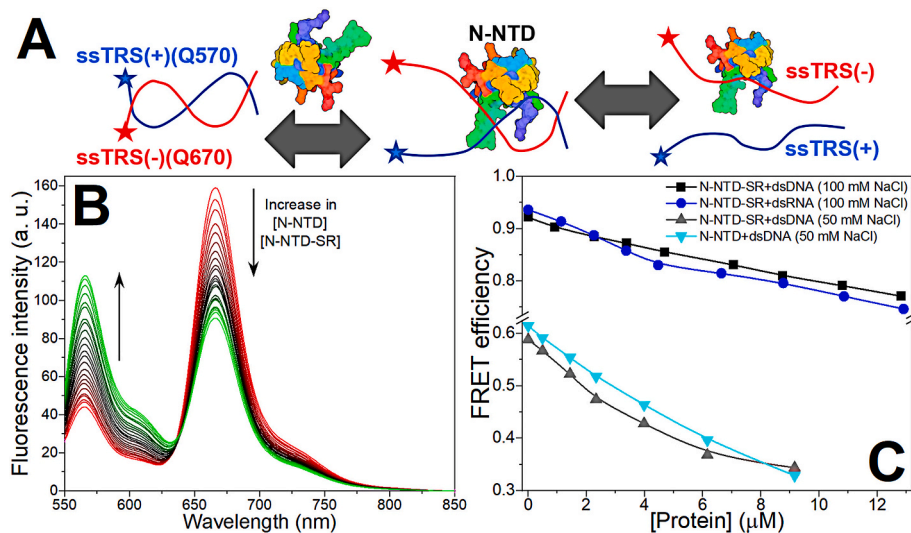 A
ssTRS(+)(Q570)
ssTRS(-)(Q670)
N-NTD
ssTRS(-)
ssTRS(+)
B
Fluorescence intensity (a. u.)
160
140
120
100
80
60
40
20
0
Increase in
[N-NTD]
[N-NTD-SR]
550 600 650 700 750 800 850
Wavelength (nm)
C
FRET efficiency
1.0
0.9
0.8
0.6
0.5
0.4
0.3
N-NTD-SR+dsDNA (100 mM NaCl)
N-NTD-SR+dsRNA (100 mM NaCl)
N-NTD-SR+dsDNA (50 mM NaCl)
N-NTD+dsDNA (50 mM NaCl)
0 2 4 6 8 10 12
[Protein] (μM)